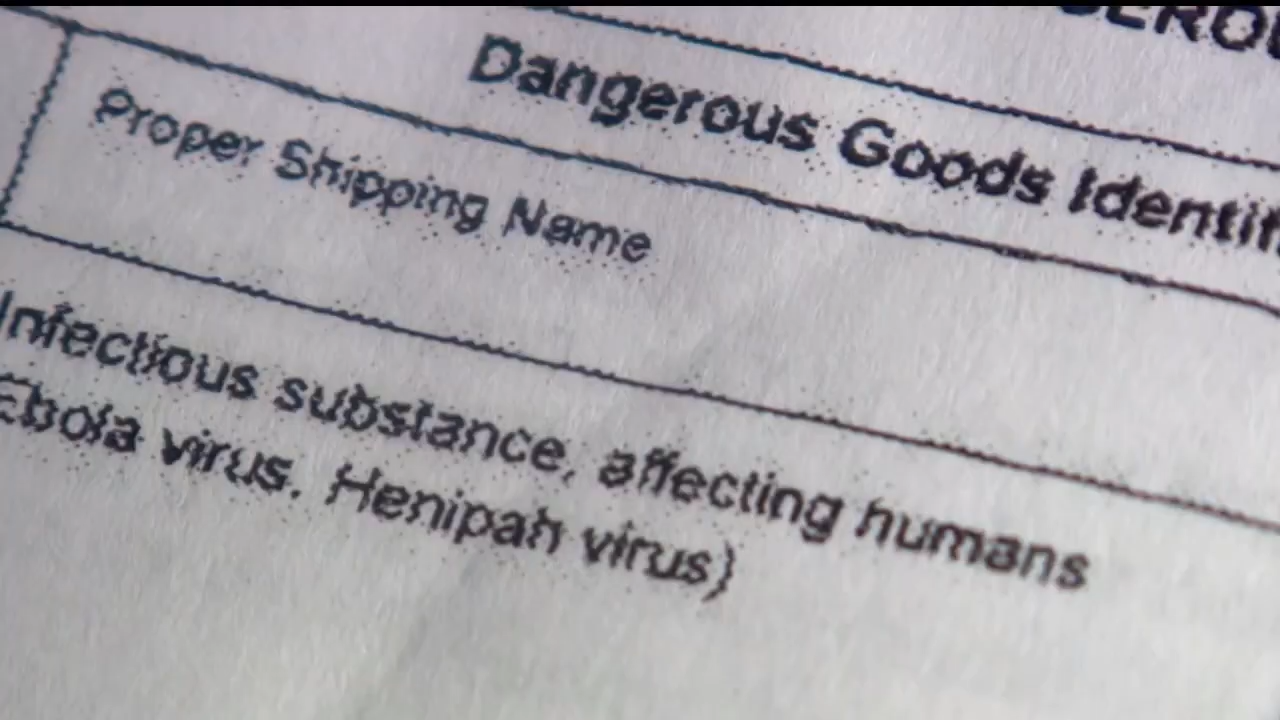 Dangerous Goods
Proper Shipping Name
Infectious substance, affecting humans
Ebola virus. Henipah virus)